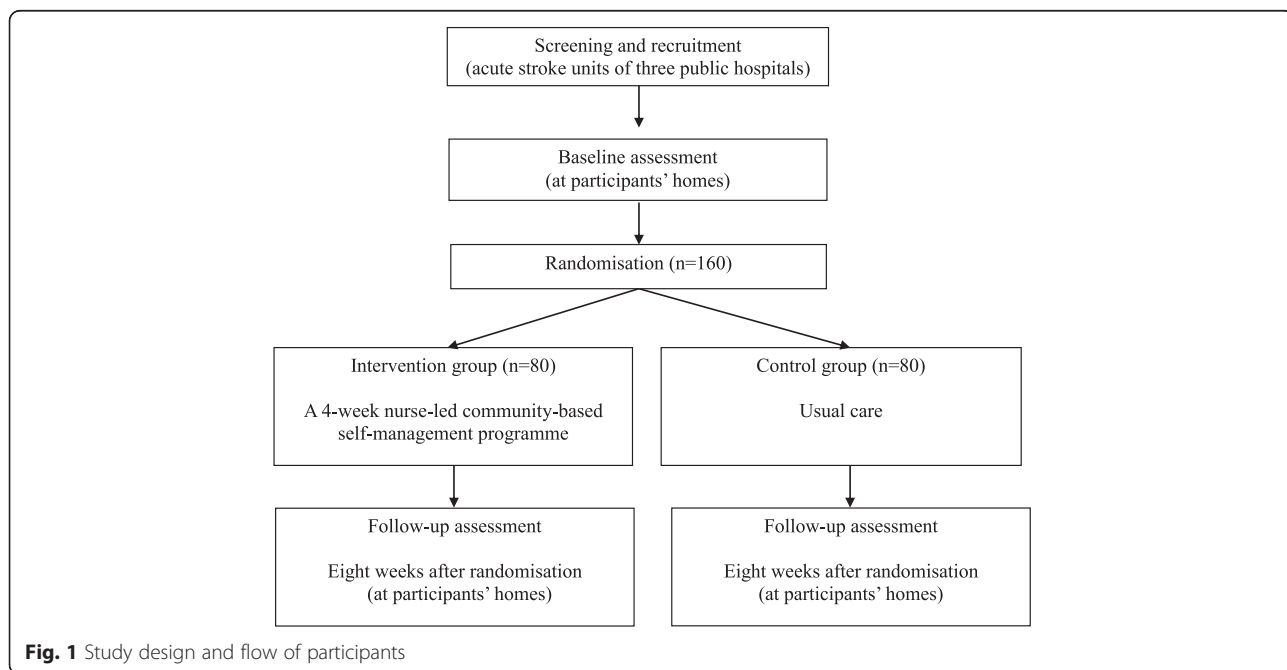 Screening and recruitment
(acute stroke units of three public hospitals)
Baseline assessment
(at participants’ homes)
Randomisation (n=160)
Intervention group (n=80)
A 4-week nurse-led community-based
self-management programme
Control group (n=80)
Usual care
Follow-up assessment
Eight weeks after randomisation
(at participants’ homes)
Follow-up assessment
Eight weeks after randomisation
(at participants’ homes)
Fig. 1 Study design and flow of participants